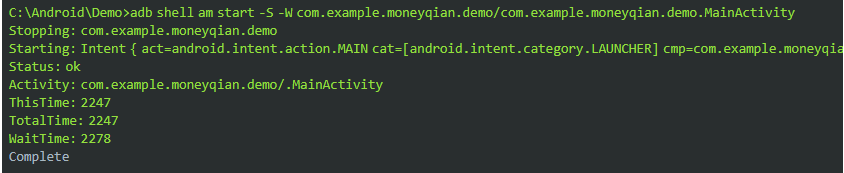 C:\Android\Demo>adb shell am start -S -W com.example.moneyqian.demo/com.example.moneyqian.demo.MainActivity
Stopping: com.example.moneyqian.demo
Starting: Intent { act=android.intent.action.MAIN cat=[android.intent.category.LAUNCHER] cmp=com.example.moneyqia
Status: ok
Activity: com.example.moneyqian.demo/.MainActivity
ThisTime: 2247
TotalTime: 2247
WaitTime: 2278
Complete